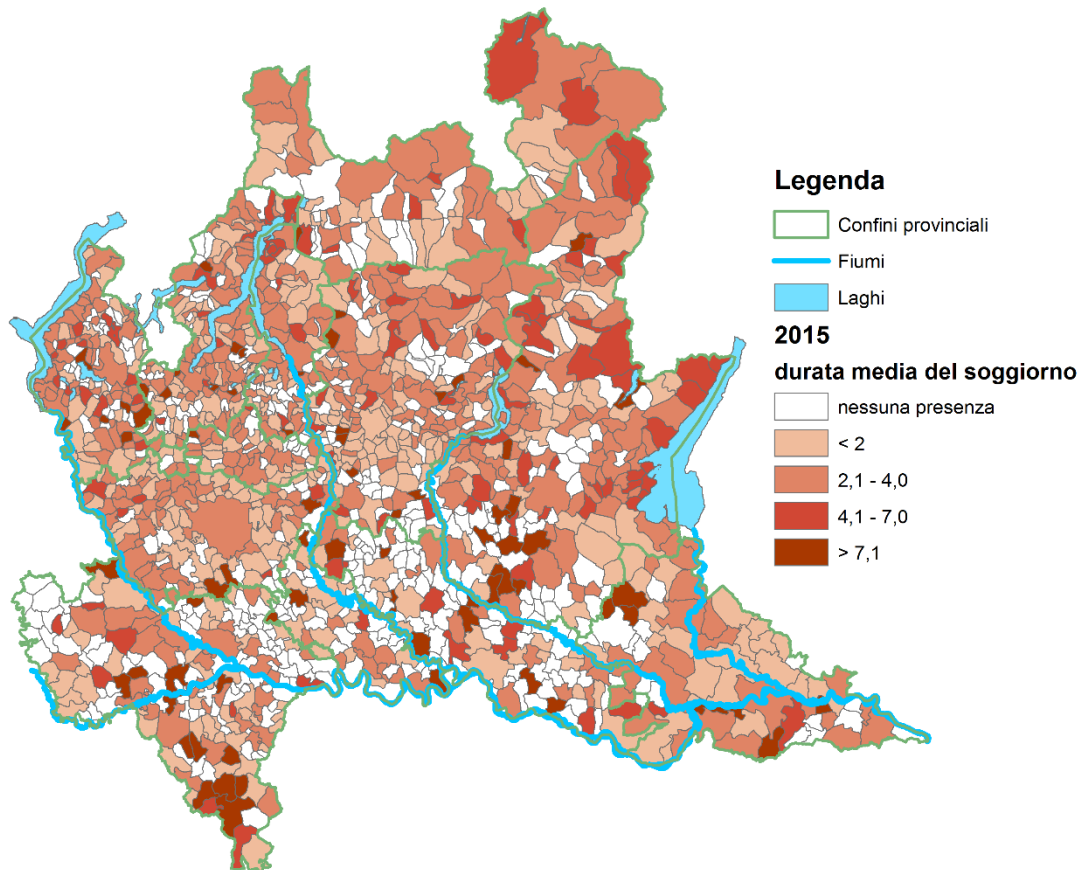 Legenda
Confini provinciali
Fiumi
Laghi
2015
durata media del soggiorno
nessuna presenza
< 2
2,1 - 4,0
4,1 - 7,0
> 7,1